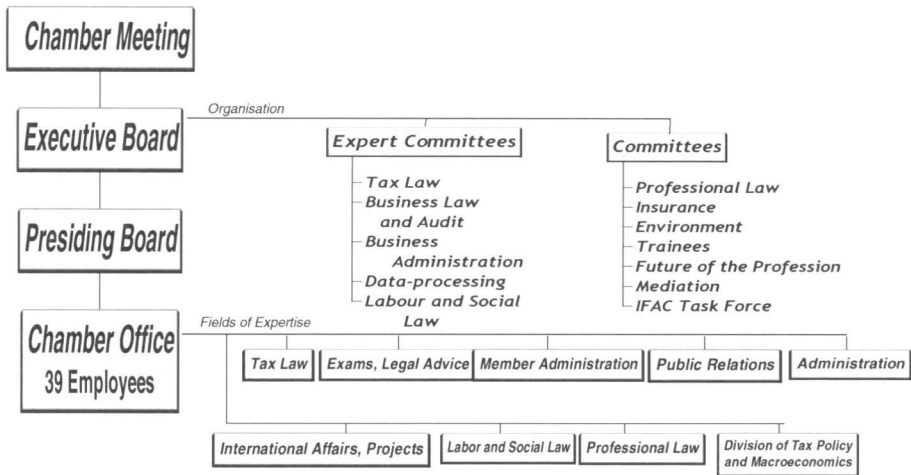 Chamber Meeting
Organisation
Executive Board
Expert Committees
Committees
Tax Law
Business Law
and Audit
Business
Administration
Data-processing
Labour and Social
Law
Professional Law
Insurance
Environment
Trainees
Future of the Profession
Mediation
IFAC Task Force
Presiding Board
Chamber Office
39 Employees
Fields of Expertise
Tax Law
Exams, Legal Advice
Member Administration
Public Relations
Administration
International Affairs, Projects
Labor and Social Law
Professional Law
Division of Tax Policy
and Macroeconomics